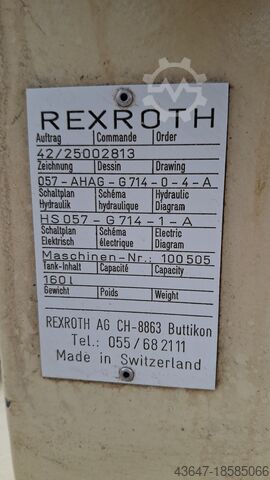 REXROTH
Auftrag Commande Order
42/25002813
Zeichnung Dessin Drawing
057-AHAG-G714-0-4-A
Schaltplan Schéma Hydraulic
Hydraulik hydraulique Diagram
HS057-G714-1-A
Schaltplan Schéma Electric
Elektrisch électrique Diagram
Maschinen-Nr.: 100505
Tank-Inhalt Capacité Capacity
160l
Gewicht Poids Weight
REXROTH AG CH-8863 Buttikon
Tel.: 055/682111
Made in Switzerland
43647-18585066